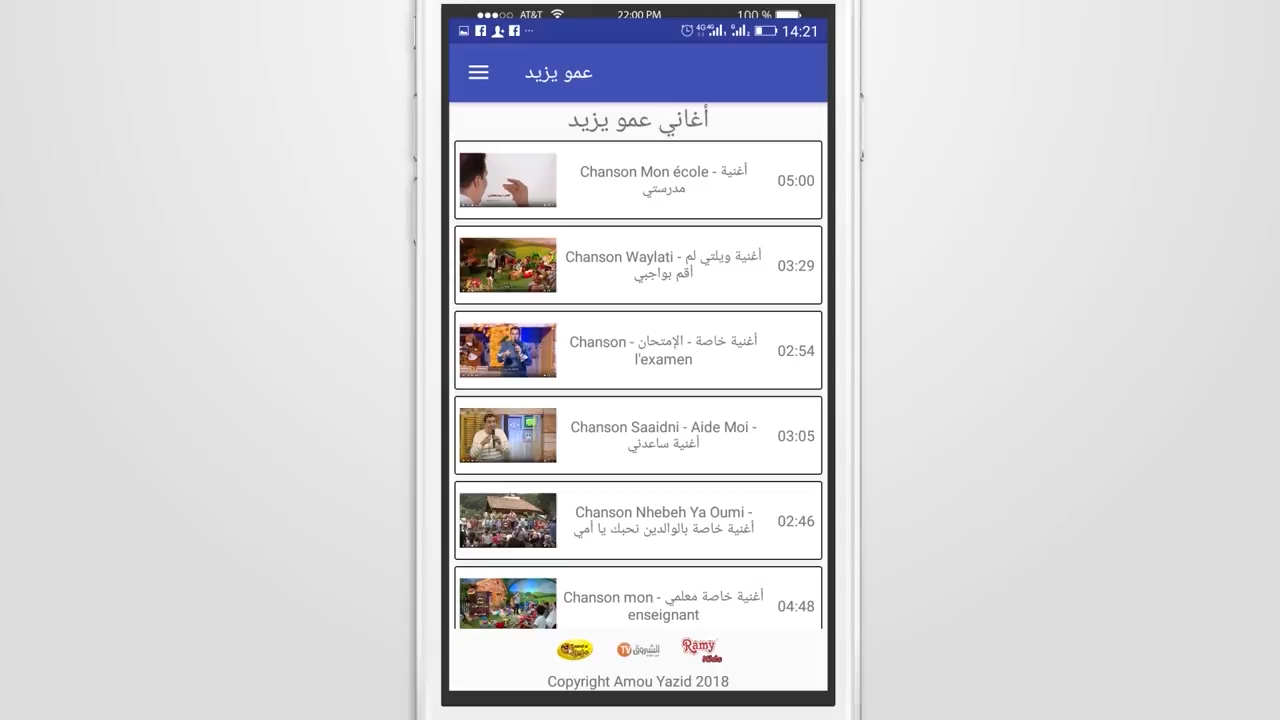 AT&T 22:00 PM 100 %
4G 4G 14:21
عمو يزيد
أغاني عمو يزيد
Chanson Mon école - أغنية
مدرستي
05:00
Chanson Waylati - أغنية ويلتي لم
أقم بواجبي
03:29
Chanson - أغنية خاصة - الإمتحان
l'examen
02:54
Chanson Saaidni - Aide Moi -
أغنية ساعدني
03:05
Chanson Nhebeh Ya Oumi -
أغنية خاصة بالوالدين نحبك يا أمي
02:46
Chanson mon - أغنية خاصة معلمي
enseignant
04:48
الشروق TV Ramy Kids
Copyright Amou Yazid 2018